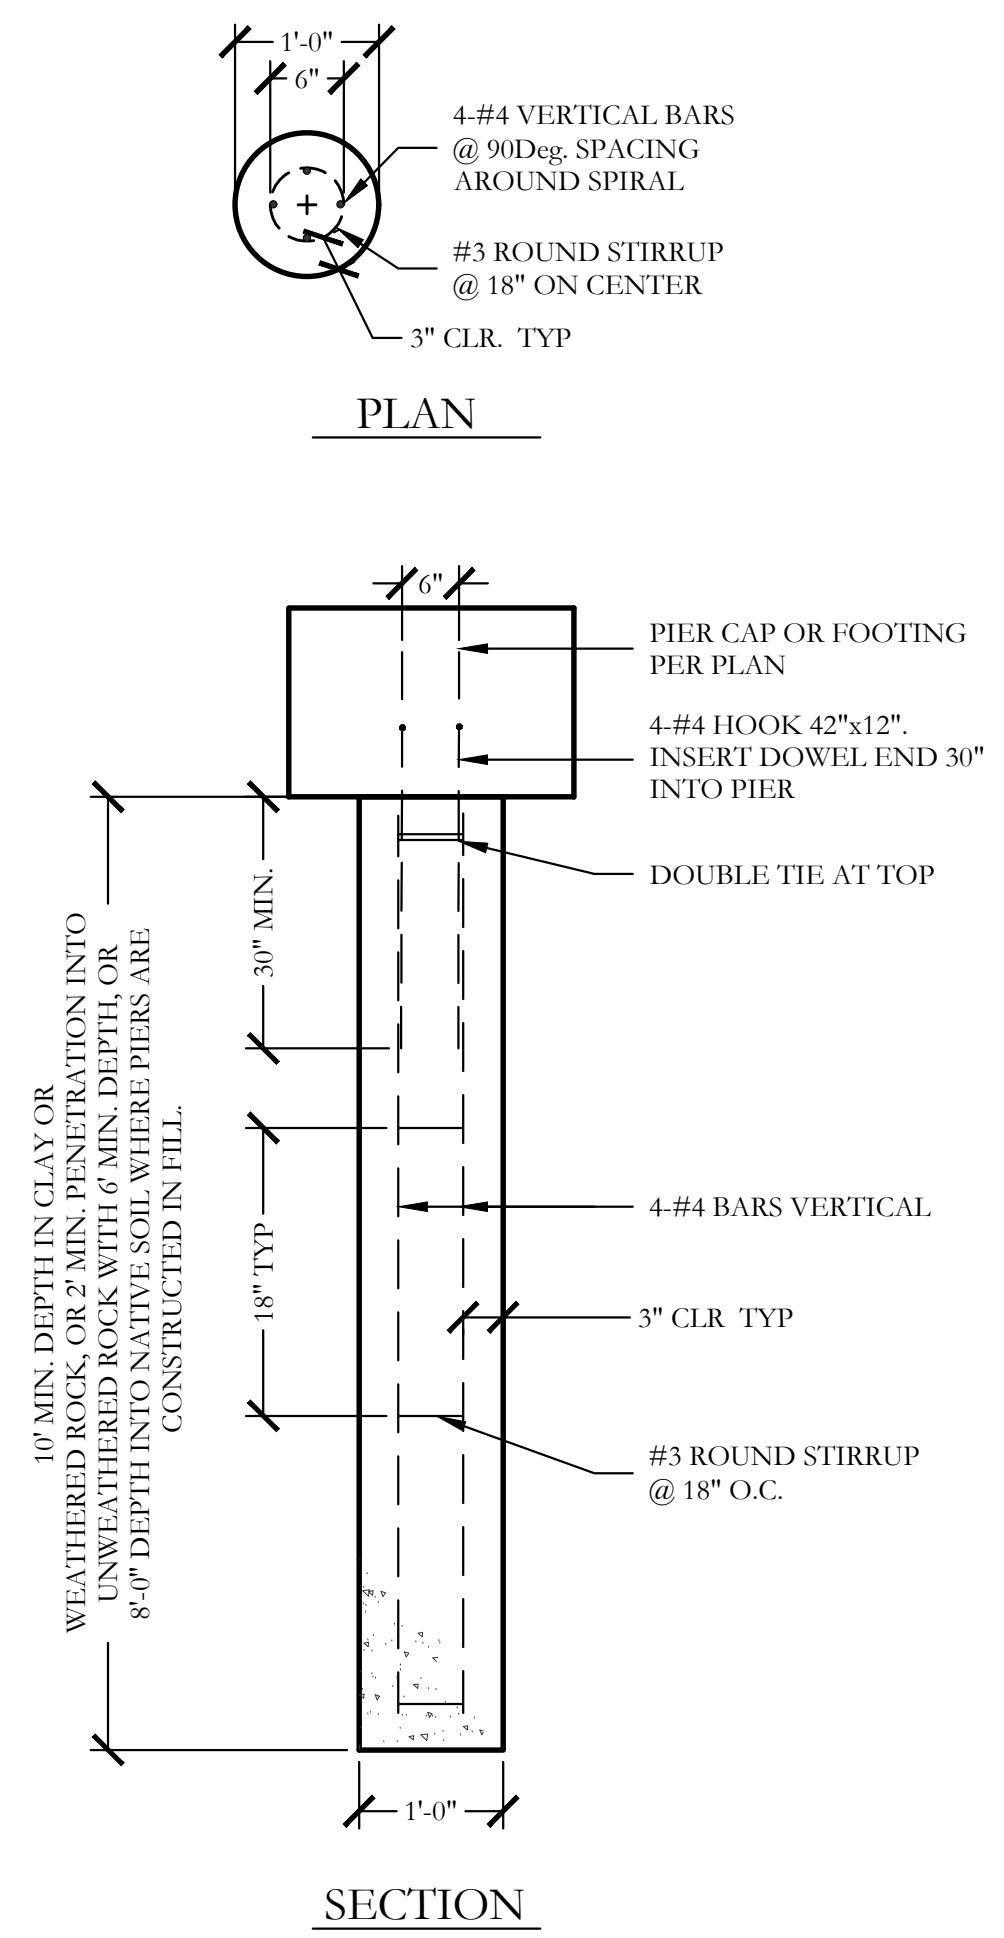 1'-0"
6"
4-#4 VERTICAL BARS
@ 90Deg. SPACING
AROUND SPIRAL
#3 ROUND STIRRUP
@ 18" ON CENTER
3" CLR. TYP
PLAN
6"
PIER CAP OR FOOTING
PER PLAN
4-#4 HOOK 42"x12".
INSERT DOWEL END 30"
INTO PIER
DOUBLE TIE AT TOP
30" MIN.
10' MIN. DEPTH IN CLAY OR
WEATHERED ROCK, OR 2' MIN. PENETRATION INTO
UNWEATHERED ROCK WITH 6' MIN. DEPTH, OR
8'-0" DEPTH INTO NATIVE SOIL WHERE PIERS ARE
CONSTRUCTED IN FILL.
18" TYP
4-#4 BARS VERTICAL
3" CLR TYP
#3 ROUND STIRRUP
@ 18" O.C.
1'-0"
SECTION